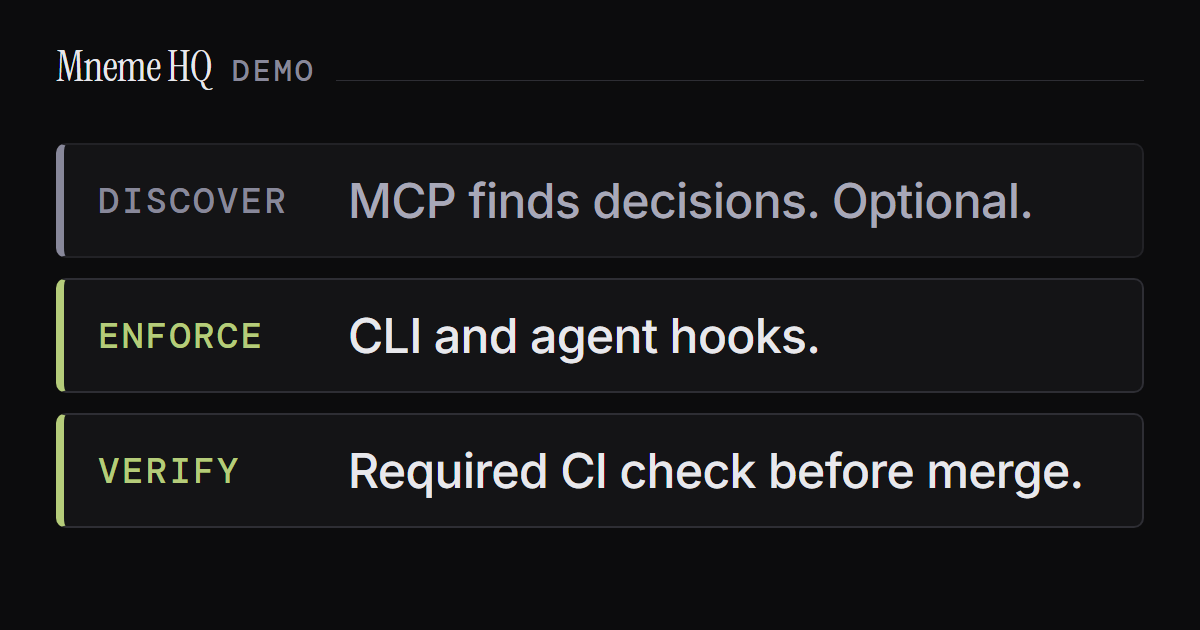 Mneme HQ DEMO
DISCOVER MCP finds decisions. Optional.
ENFORCE CLI and agent hooks.
VERIFY Required CI check before merge.